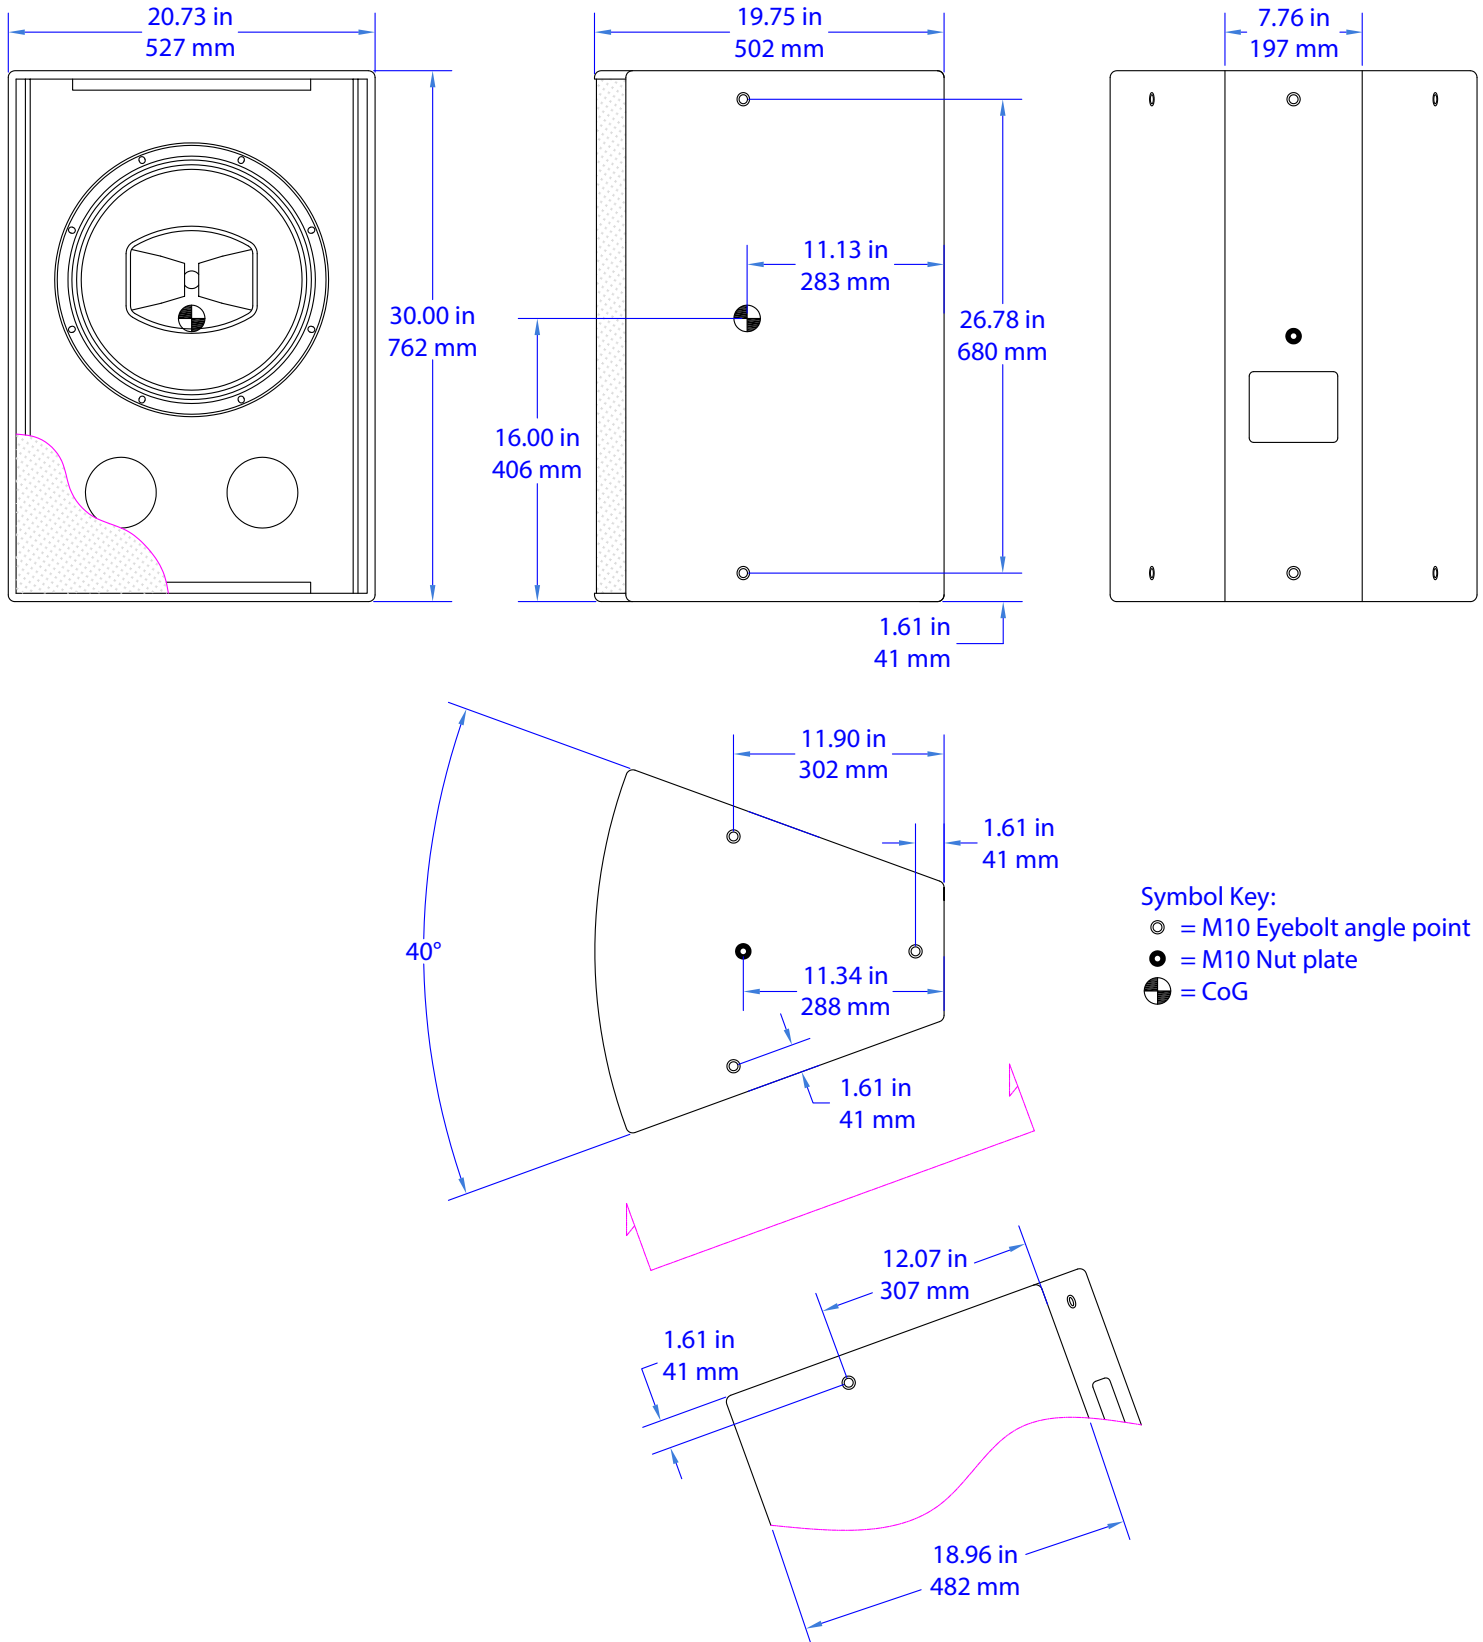 20.73 in
527 mm
19.75 in
502 mm
7.76 in
197 mm
11.13 in
283 mm
30.00 in
762 mm
26.78 in
680 mm
16.00 in
406 mm
1.61 in
41 mm
11.90 in
302 mm
1.61 in
41 mm
40°
11.34 in
288 mm
1.61 in
41 mm
Symbol Key:
= M10 Eyebolt angle point
= M10 Nut plate
= CoG
12.07 in
307 mm
1.61 in
41 mm
18.96 in
482 mm